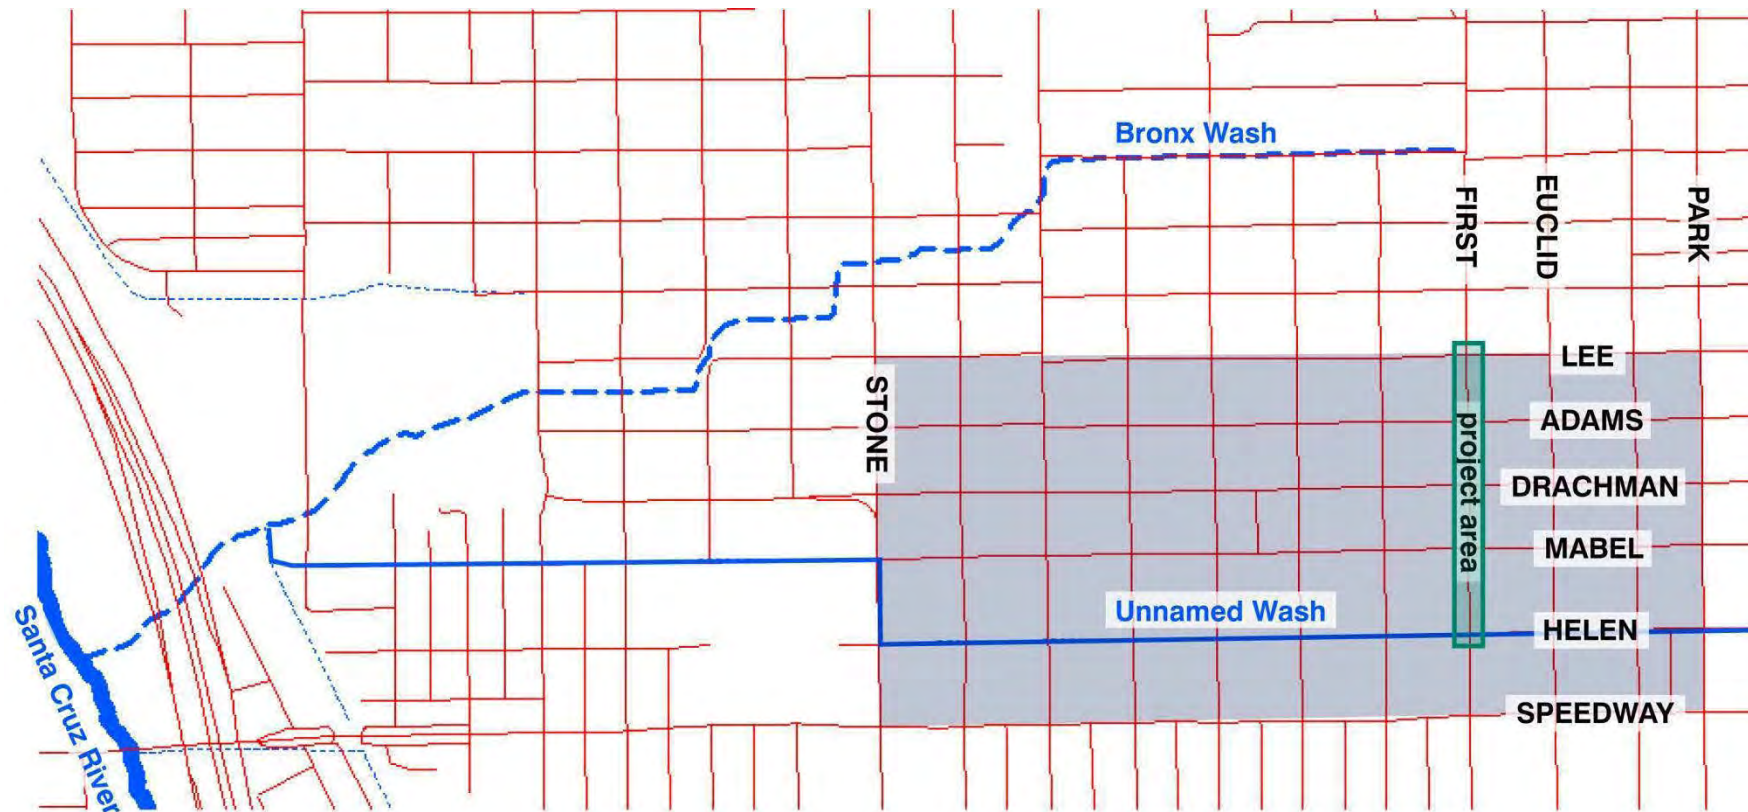 Bronx Wash
FIRST
EUCLID
PARK
LEE
STONE
ADAMS
project area
DRACHMAN
MABEL
Unnamed Wash
HELEN
Santa Cruz River
SPEEDWAY